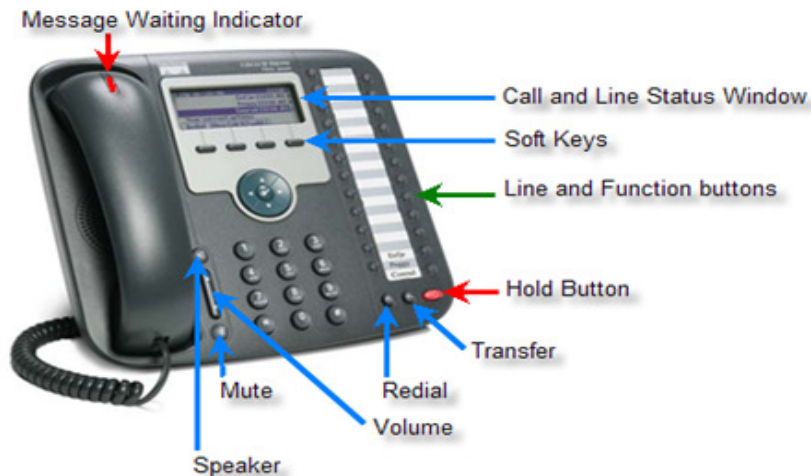 Message Waiting Indicator
Call and Line Status Window
Soft Keys
Line and Function buttons
Hold Button
Transfer
Redial
Mute
Volume
Speaker